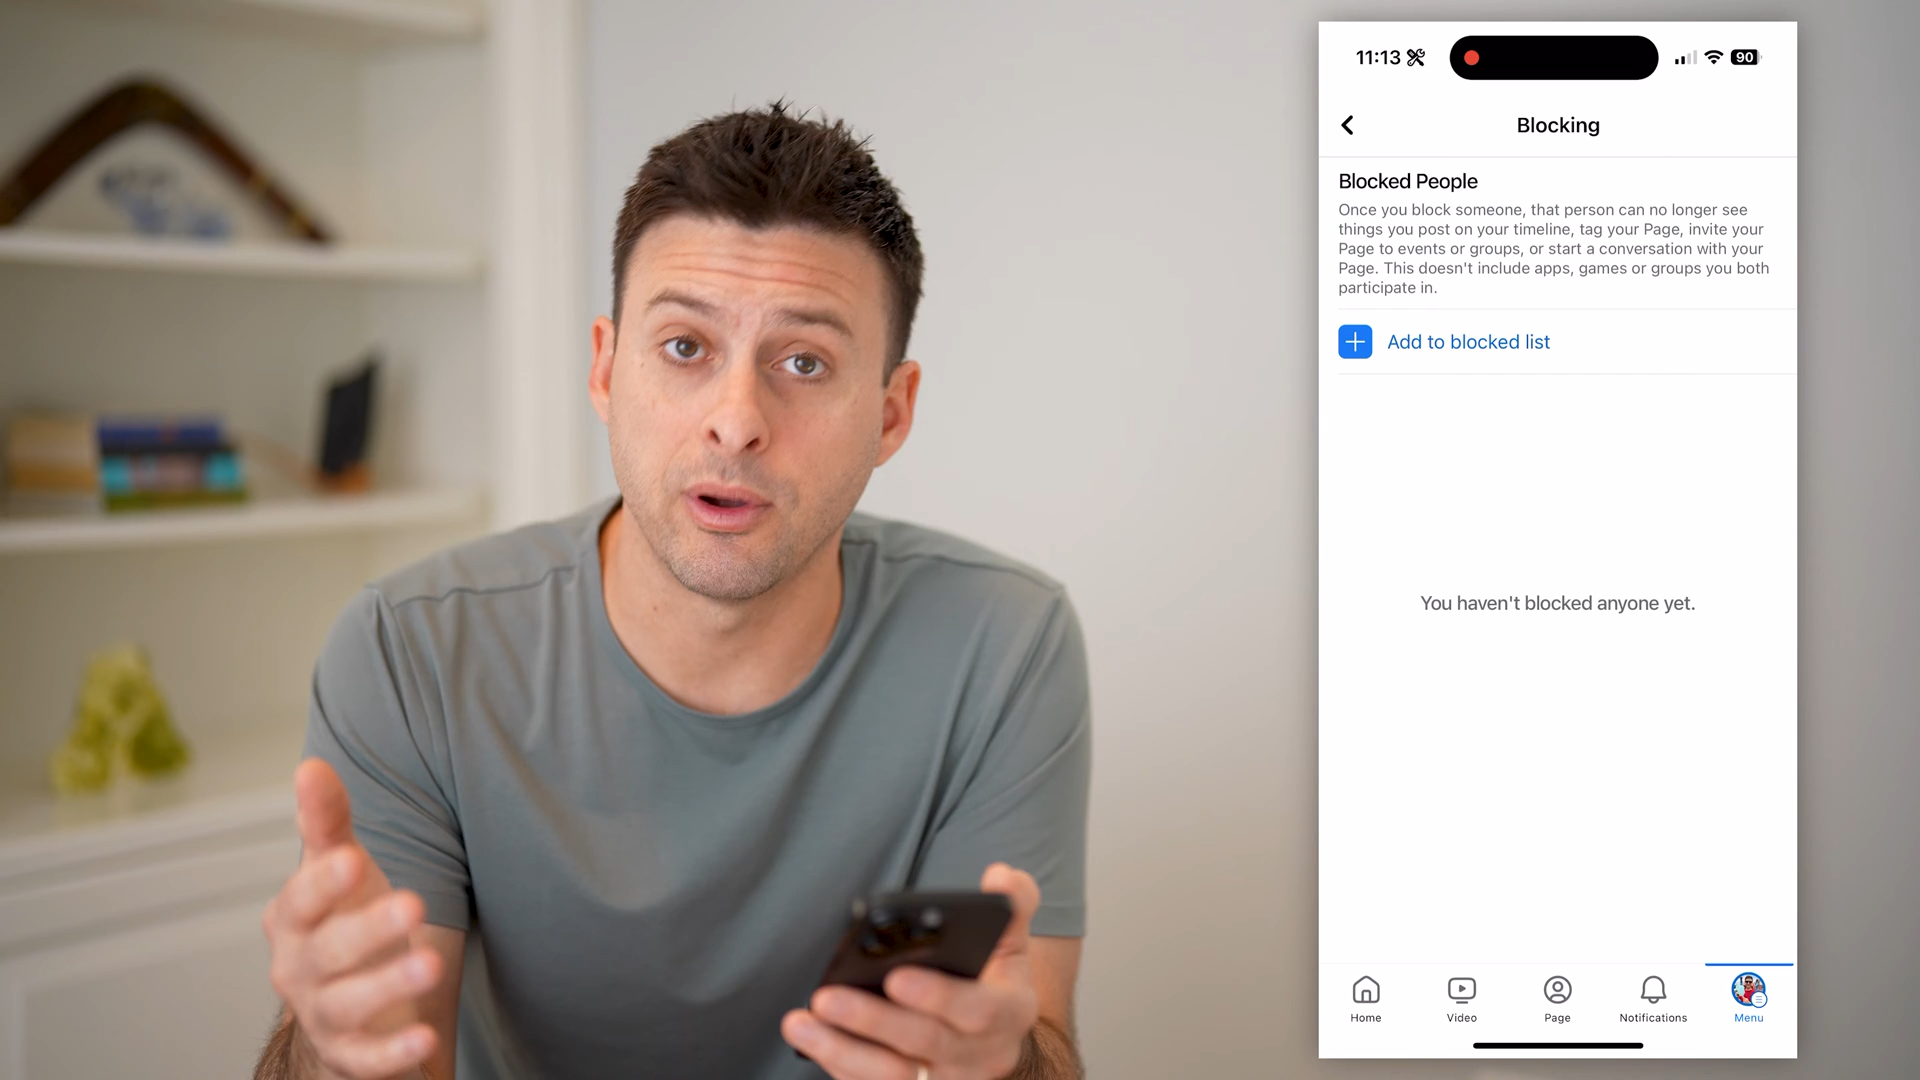 11:13
90
Blocking
Blocked People
Once you block someone, that person can no longer see
things you post on your timeline, tag your Page, invite your
Page to events or groups, or start a conversation with your
Page. This doesn't include apps, games or groups you both
participate in.
Add to blocked list
You haven't blocked anyone yet.
Home
Video
Page
Notifications
Menu